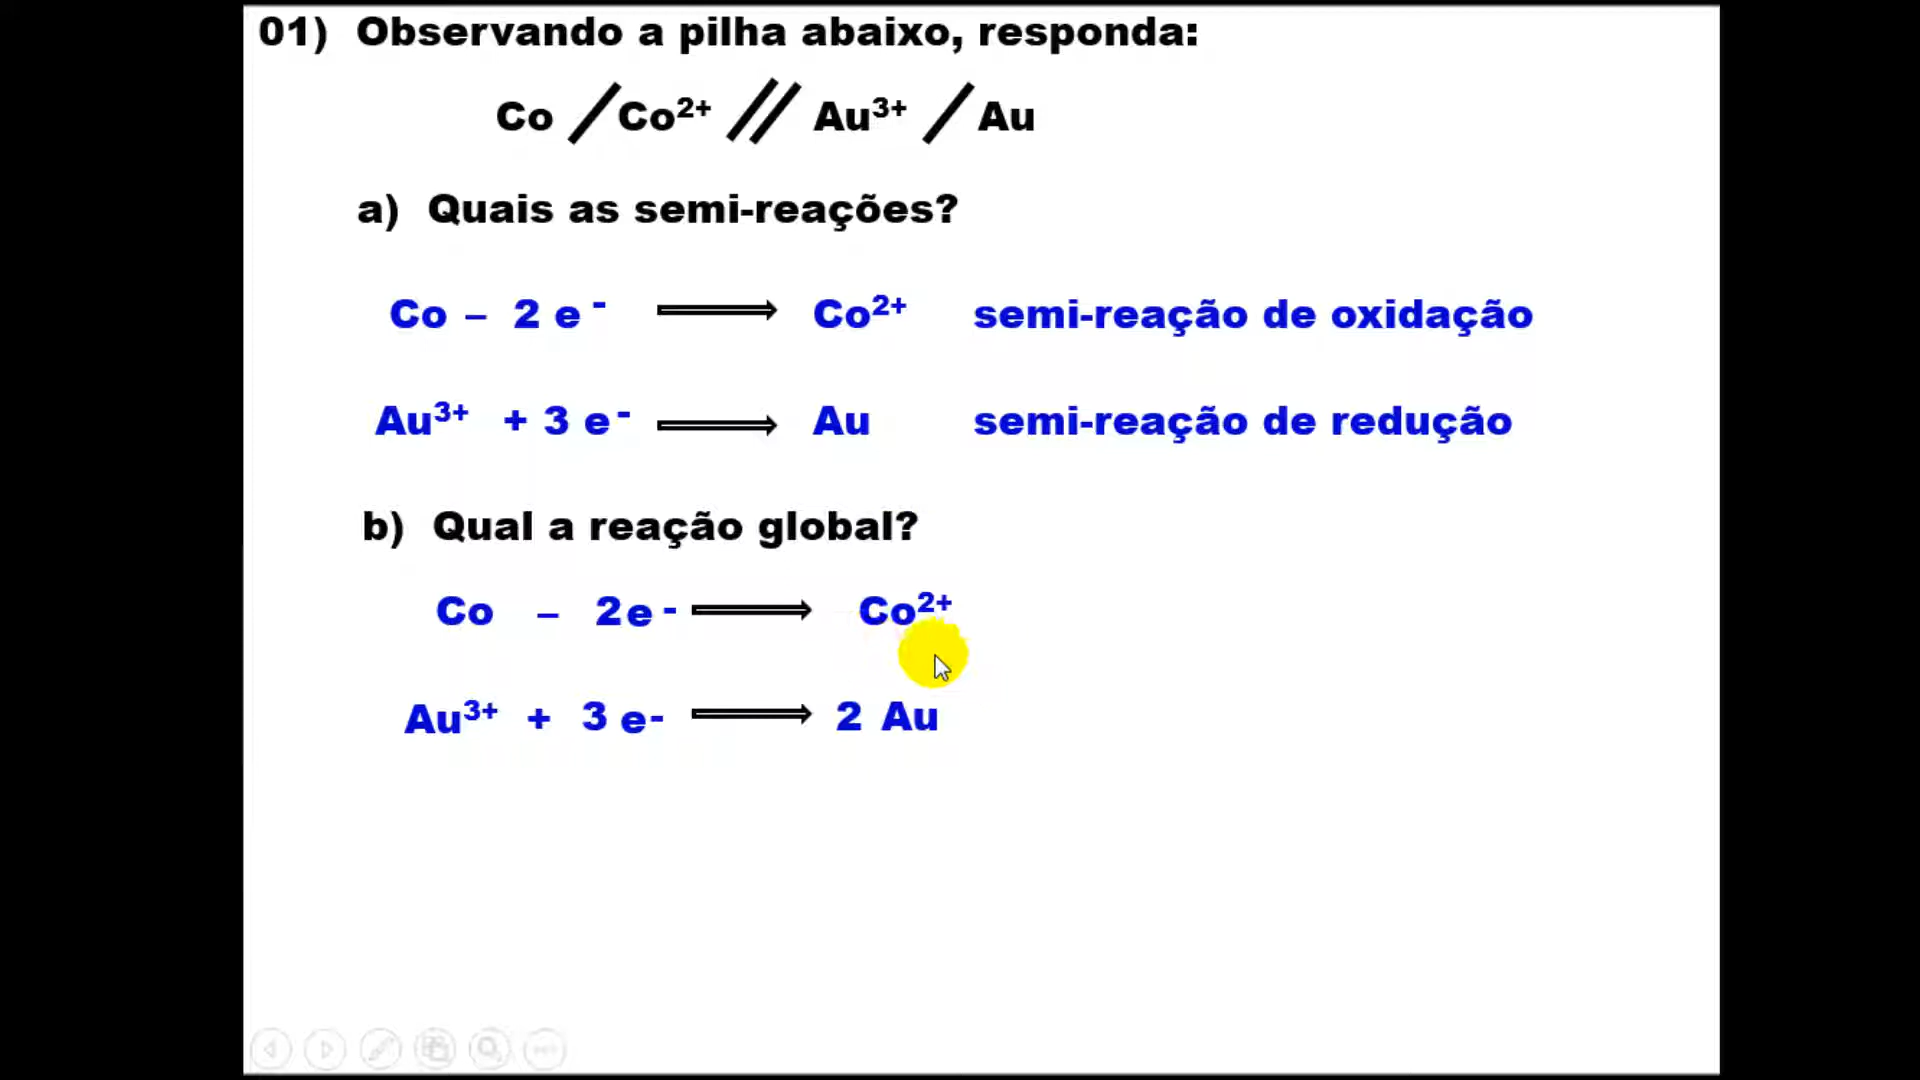 01) Observando a pilha abaixo, responda:
Co / Co²⁺ // Au³⁺ / Au
a) Quais as semi-reações?
Co – 2 e⁻ ⟹ Co²⁺ semi-reação de oxidação
Au³⁺ + 3 e⁻ ⟹ Au semi-reação de redução
b) Qual a reação global?
Co – 2e⁻ ⟹ Co²⁺
Au³⁺ + 3 e- ⟹ 2 Au